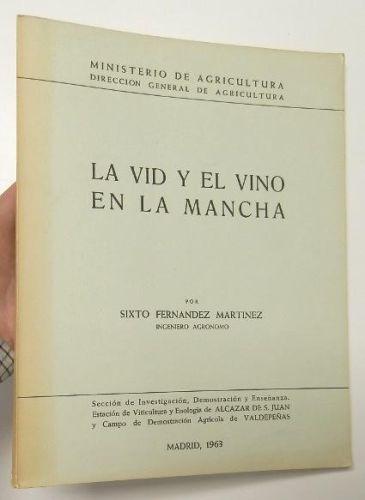 MINISTERIO DE AGRICULTURA
DIRECCION GENERAL DE AGRICULTURA
LA VID Y EL VINO
EN LA MANCHA
POR
SIXTO FERNANDEZ MARTINEZ
INGENIERO AGRONOMO
Sección de Investigación, Demostración y Enseñanza.
Estación de Viticultura y Enología de ALCAZAR DE S. JUAN
y Campo de Demostración Agrícola de VALDEPEÑAS
MADRID, 1963